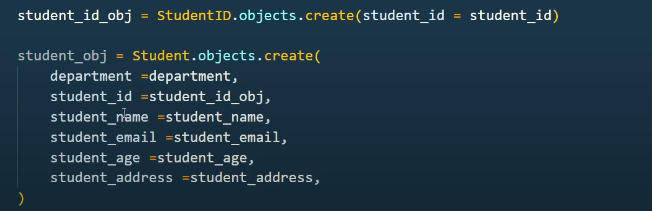 student_id_obj = StudentID.objects.create(student_id = student_id)
student_obj = Student.objects.create(
    department =department,
    student_id =student_id_obj,
    student_name =student_name,
    student_email =student_email,
    student_age =student_age,
    student_address =student_address,
)